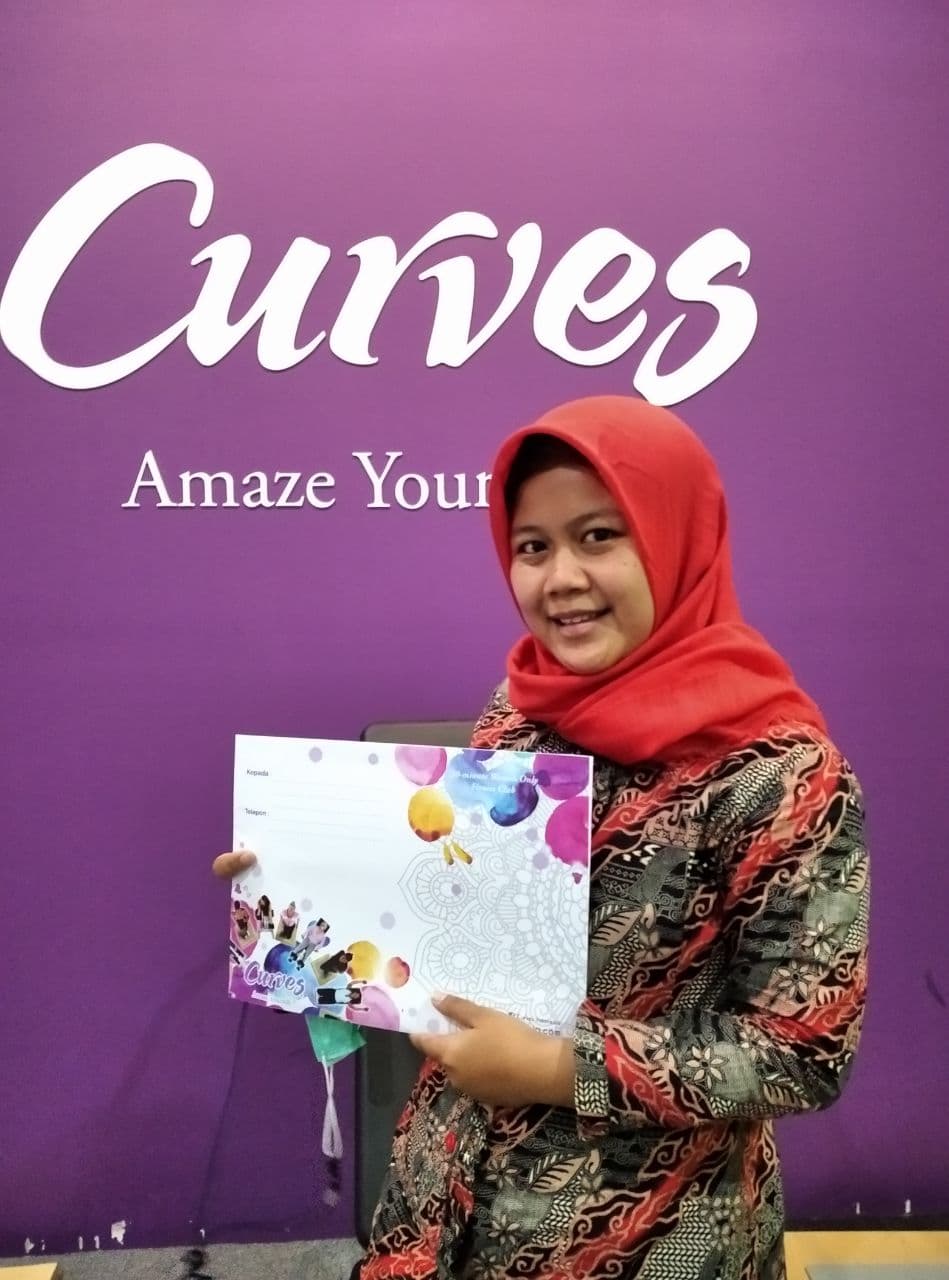 Curves
Amaze Your
Kepada
30-minute Women Only
Fitness Club
Telepon :
Curves